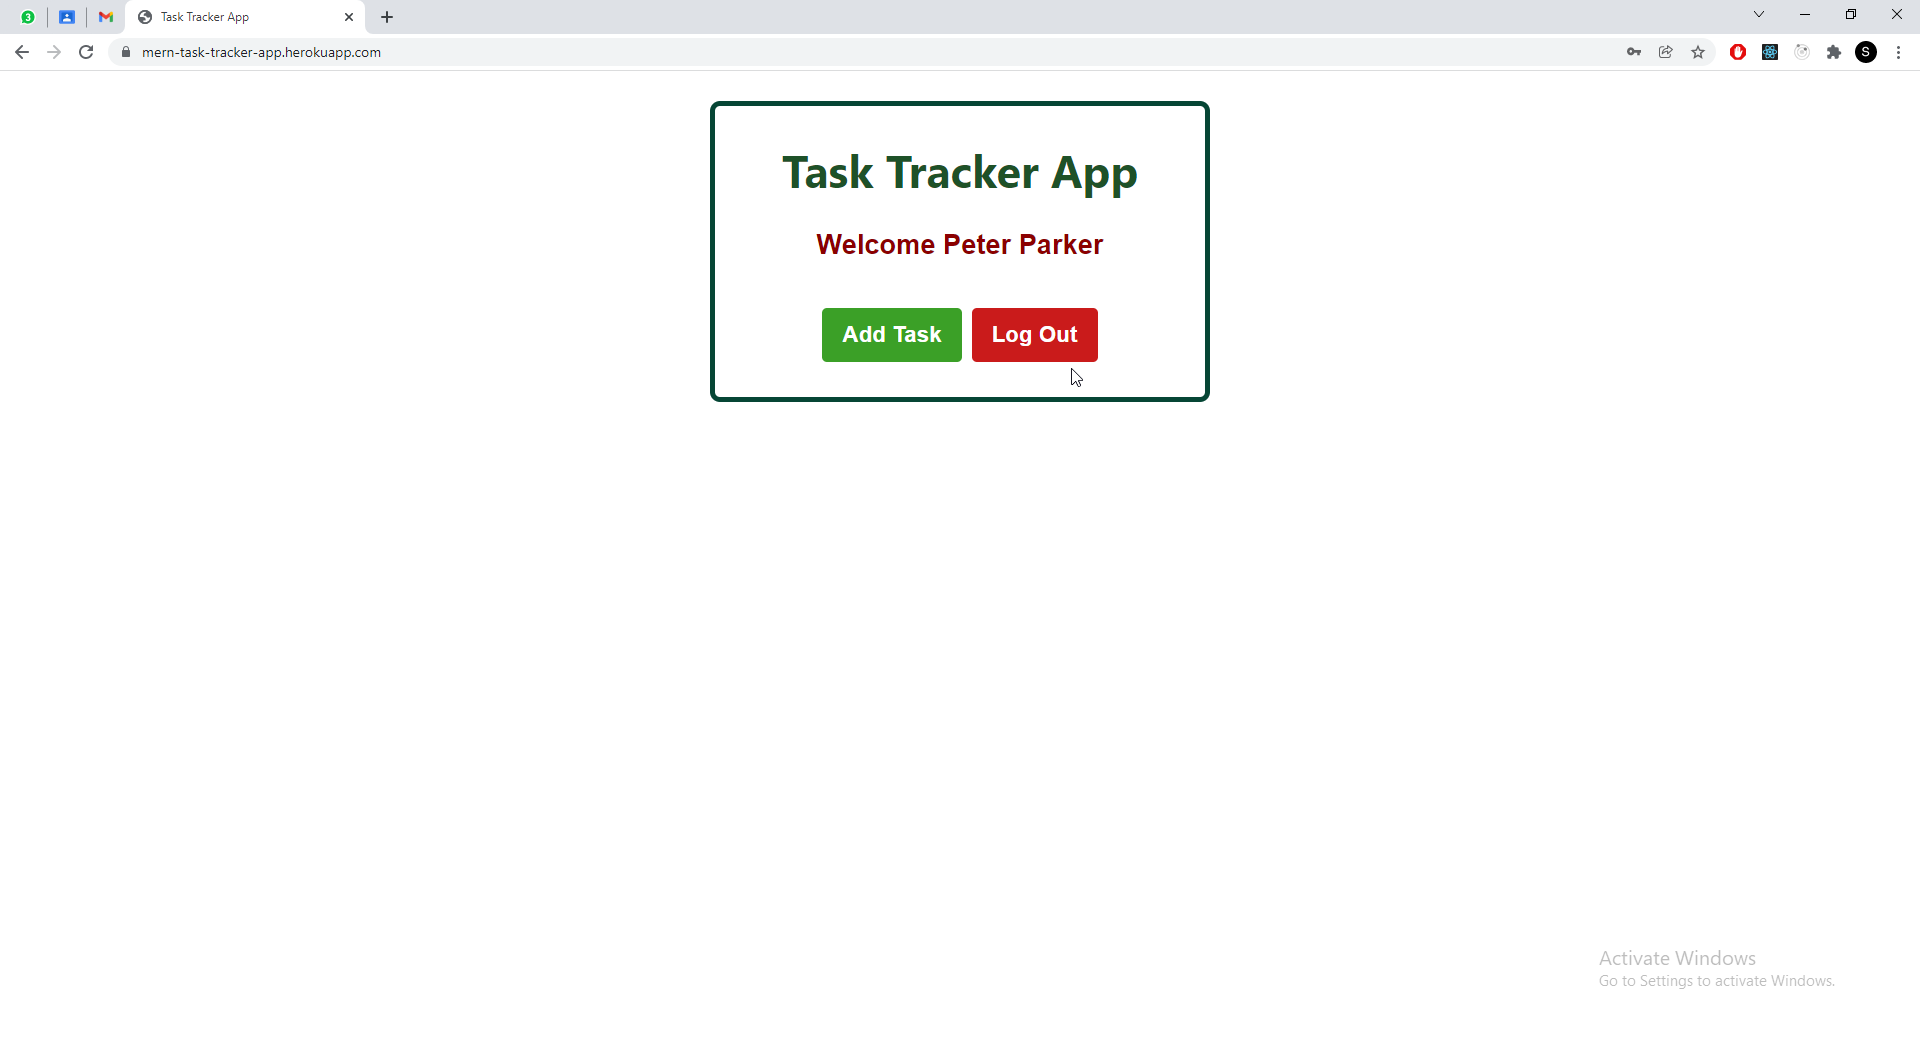 3
Task Tracker App
mern-task-tracker-app.herokuapp.com
S
Task Tracker App
Welcome Peter Parker
Add Task
Log Out
Activate Windows
Go to Settings to activate Windows.